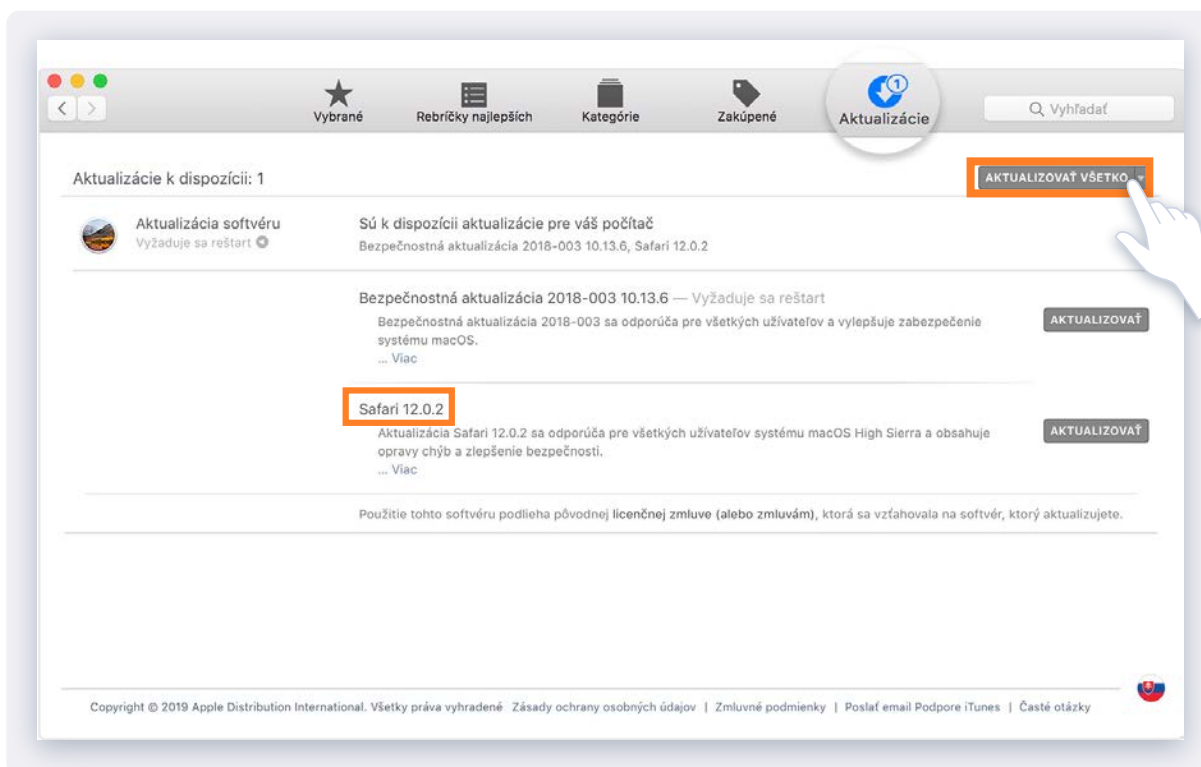 Vybrané
Rebríčky najlepších
Kategórie
Zakúpené
1
Aktualizácie
Vyhľadať
Aktualizácie k dispozícii: 1
AKTUALIZOVAŤ VŠETKO
Aktualizácia softvéru
Vyžaduje sa reštart
Sú k dispozícii aktualizácie pre váš počítač
Bezpečnostná aktualizácia 2018-003 10.13.6, Safari 12.0.2
Bezpečnostná aktualizácia 2018-003 10.13.6 — Vyžaduje sa reštart
Bezpečnostná aktualizácia 2018-003 sa odporúča pre všetkých užívateľov a vylepšuje zabezpečenie
systému macOS.
... Viac
AKTUALIZOVAŤ
Safari 12.0.2
Aktualizácia Safari 12.0.2 sa odporúča pre všetkých užívateľov systému macOS High Sierra a obsahuje
opravy chýb a zlepšenie bezpečnosti.
... Viac
AKTUALIZOVAŤ
Použitie tohto softvéru podlieha pôvodnej licenčnej zmluve (alebo zmluvám), ktorá sa vzťahovala na softvér, ktorý aktualizujete.
Copyright © 2019 Apple Distribution International. Všetky práva vyhradené Zásady ochrany osobných údajov | Zmluvné podmienky | Poslať email Podpore iTunes | Časté otázky